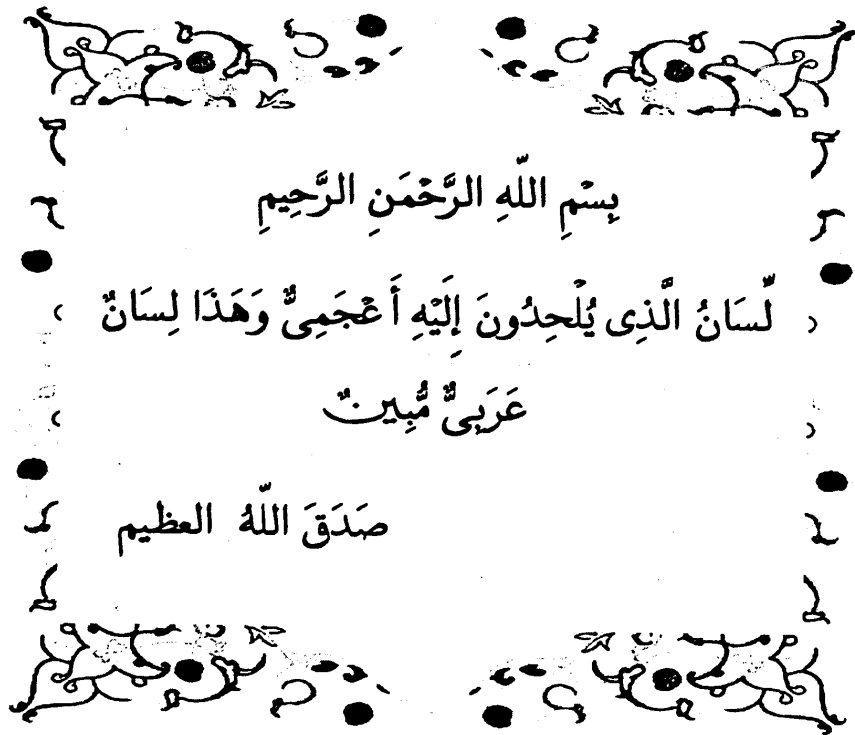 بِسْمِ اللّهِ الرَّحْمَنِ الرَّحِيمِ
لِّسَانُ الَّذِى يُلْحِدُونَ إِلَيْهِ أَعْجَمِىٌّ وَهَذَا لِسَانٌ
عَرَبِىٌّ مُّبِينٌ
صَدَقَ اللّهُ العظيم